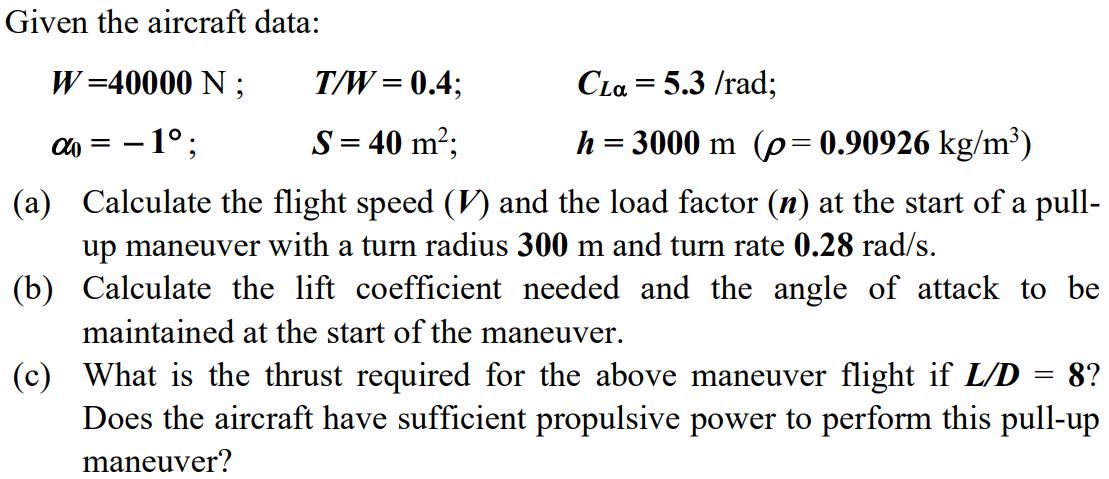 Given the aircraft data:
W =40000 N ; T/W = 0.4; C_{Lα} = 5.3 /rad;
α₀ = – 1° ; S = 40 m²; h = 3000 m (ρ = 0.90926 kg/m³)
(a) Calculate the flight speed (V) and the load factor (n) at the start of a pull-
up maneuver with a turn radius 300 m and turn rate 0.28 rad/s.
(b) Calculate the lift coefficient needed and the angle of attack to be
maintained at the start of the maneuver.
(c) What is the thrust required for the above maneuver flight if L/D = 8?
Does the aircraft have sufficient propulsive power to perform this pull-up
maneuver?